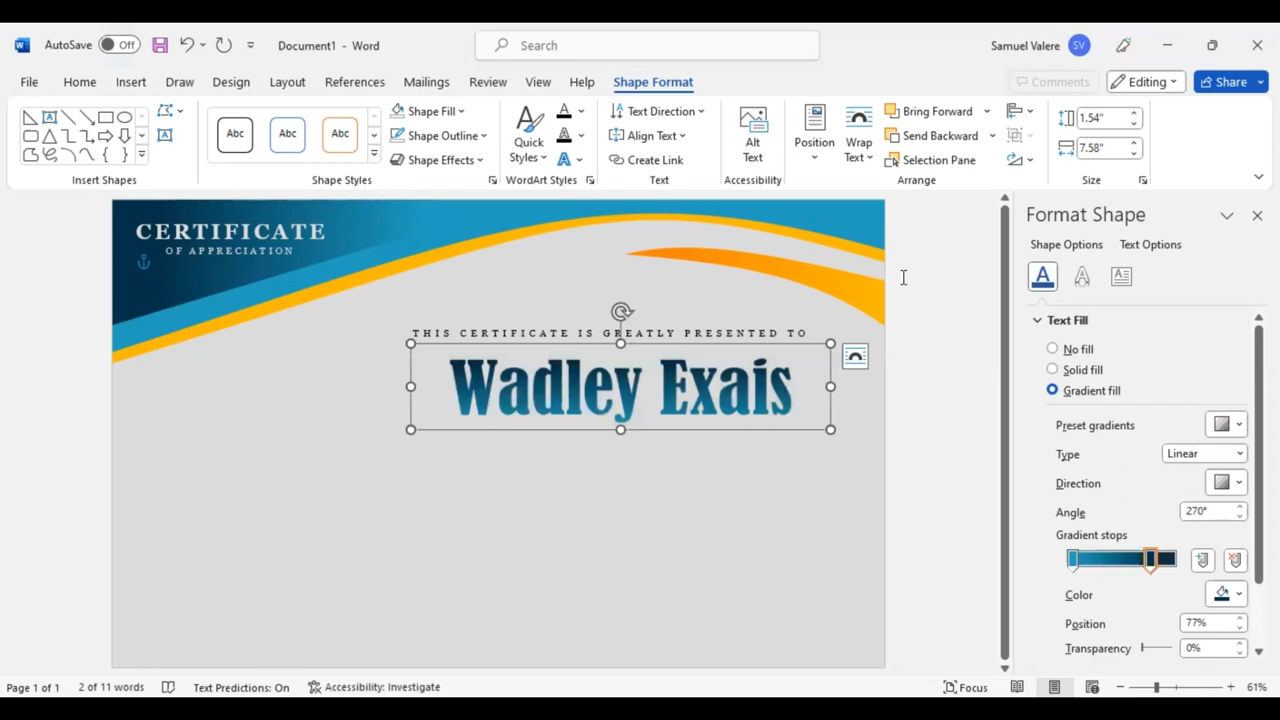 AutoSave Off Document1 - Word Search Samuel Valere SV
File Home Insert Draw Design Layout References Mailings Review View Help Shape Format Comments Editing Share
Abc Abc Abc
Shape Fill
Shape Outline
Shape Effects
Quick Styles
Text Direction
Align Text
Create Link
Alt Text
Position
Wrap Text
Bring Forward
Send Backward
Selection Pane
1.54"
7.58"
Insert Shapes Shape Styles WordArt Styles Text Accessibility Arrange Size
CERTIFICATE
OF APPRECIATION
THIS CERTIFICATE IS GREATLY PRESENTED TO
Wadley Exais
Format Shape
Shape Options Text Options
Text Fill
No fill
Solid fill
Gradient fill
Preset gradients
Type Linear
Direction
Angle 270°
Gradient stops
Color
Position 77%
Transparency 0%
Page 1 of 1 2 of 11 words Text Predictions: On Accessibility: Investigate Focus 61%